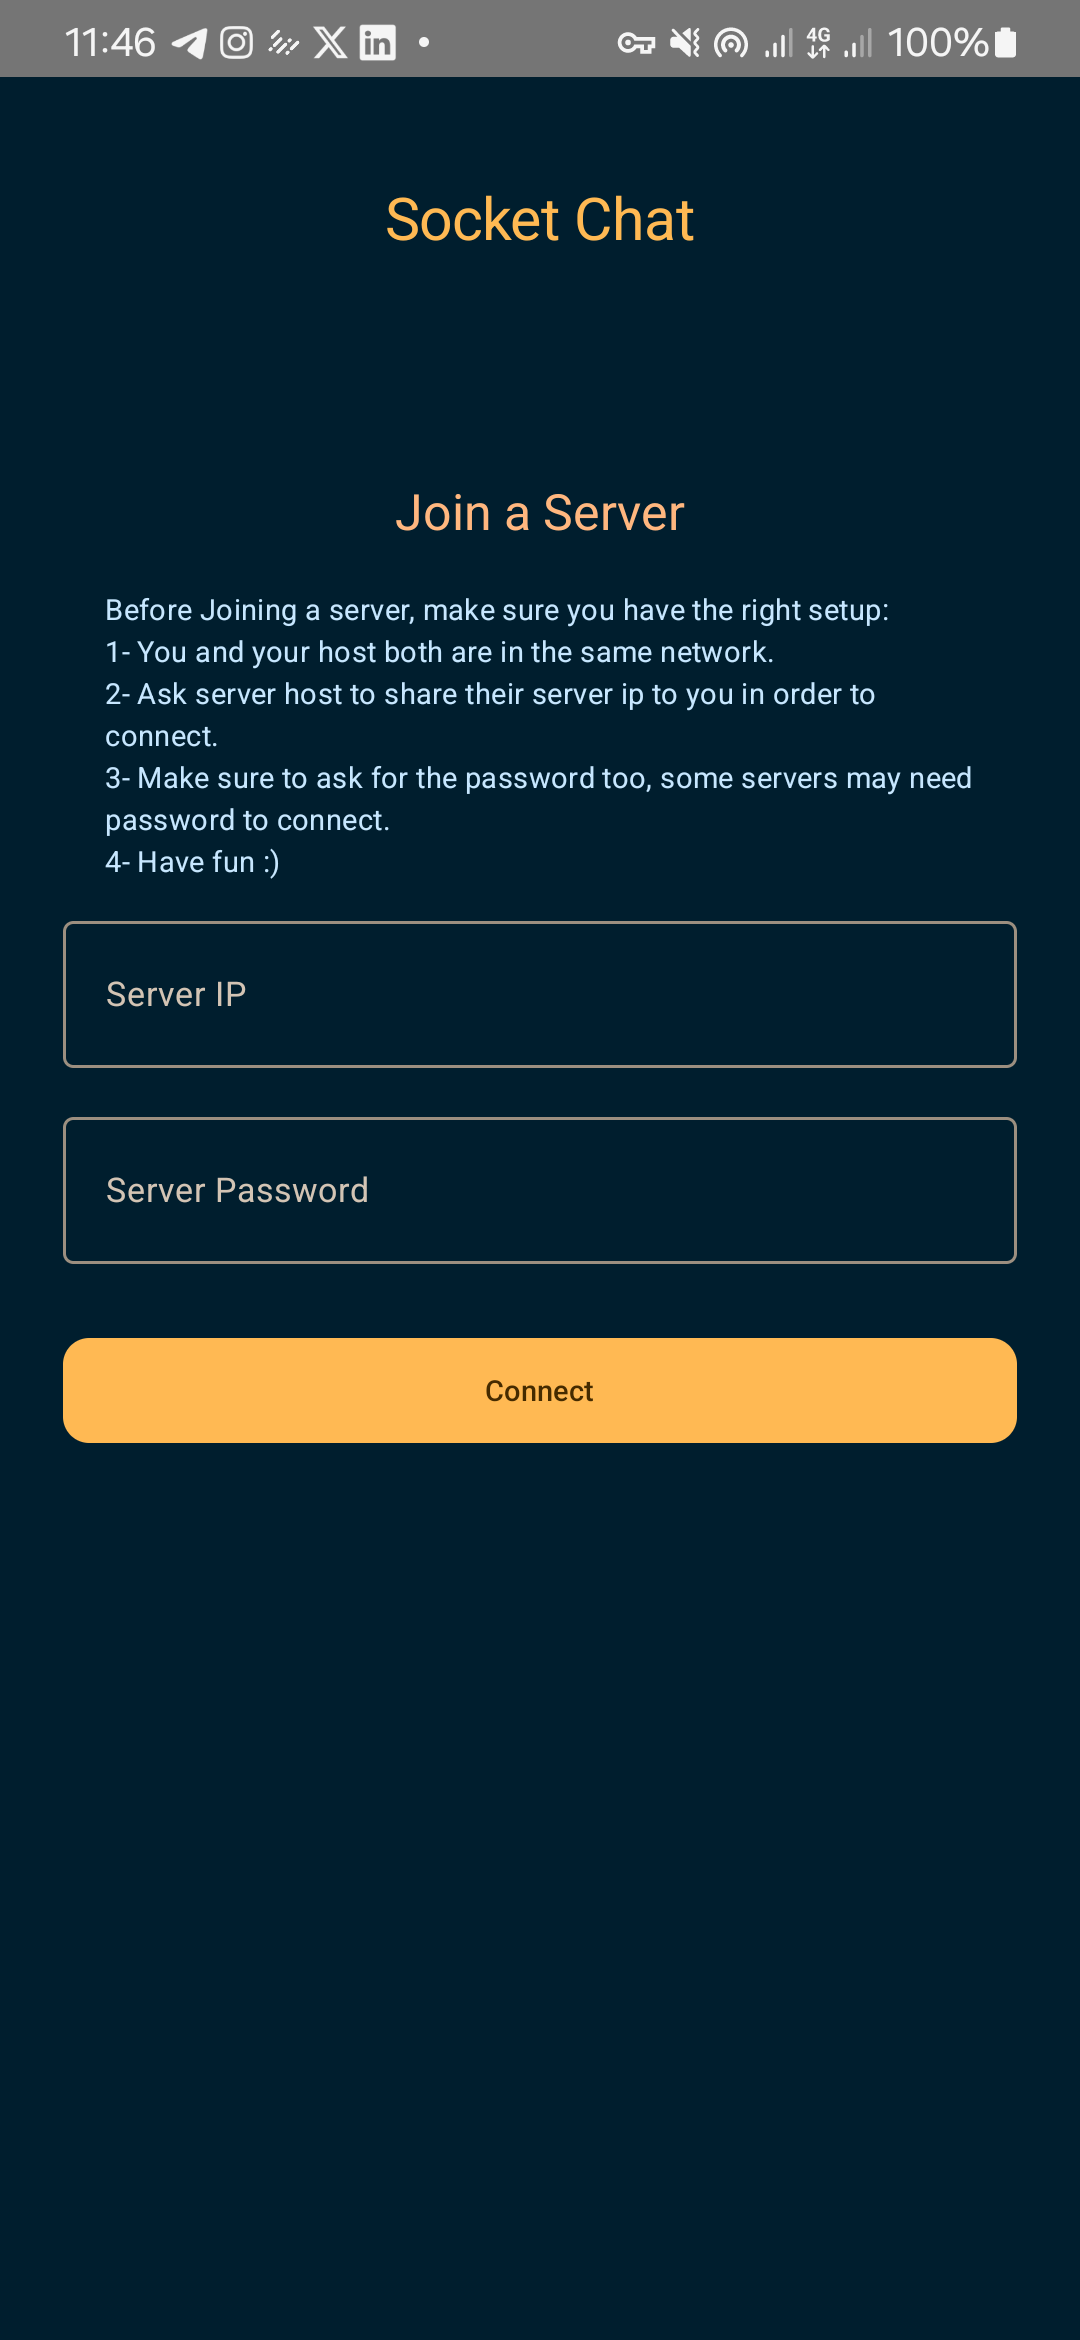 11:46
4G
100%
Socket Chat
Join a Server
Before Joining a server, make sure you have the right setup:
1- You and your host both are in the same network.
2- Ask server host to share their server ip to you in order to
connect.
3- Make sure to ask for the password too, some servers may need
password to connect.
4- Have fun :)
Server IP
Server Password
Connect